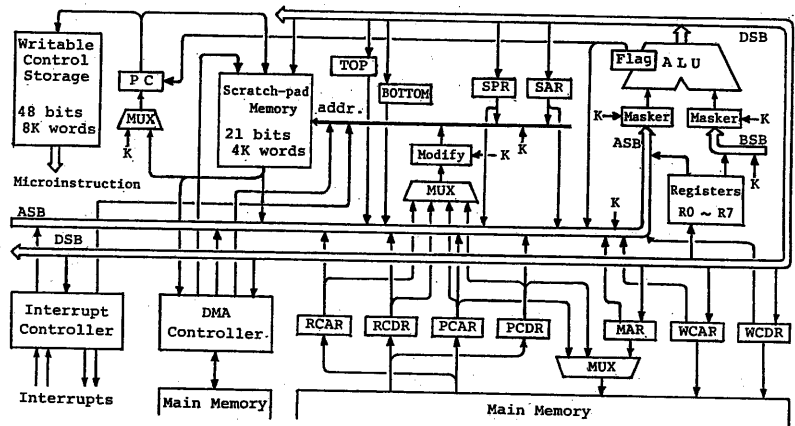 DSB
Writable
Control
Storage
48 bits
8K words
PC
MUX
K
Microinstruction
TOP
BOTTOM
SPR
SAR
Flag
ALU
Scratch-pad
Memory
21 bits
4K words
addr.
K
Modify
K
MUX
K
Masker
Masker
K
ASB
BSB
K
Registers
R0 ~ R7
K
ASB
DSB
Interrupt
Controller
Interrupts
DMA
Controller
Main Memory
RCAR
RCDR
PCAR
PCDR
MAR
WCAR
WCDR
MUX
Main Memory